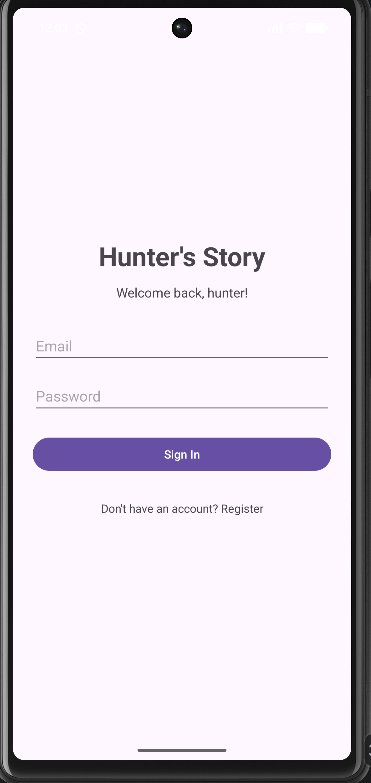 Hunter's Story
Welcome back, hunter!
Email
Password
Sign In
Don't have an account? Register